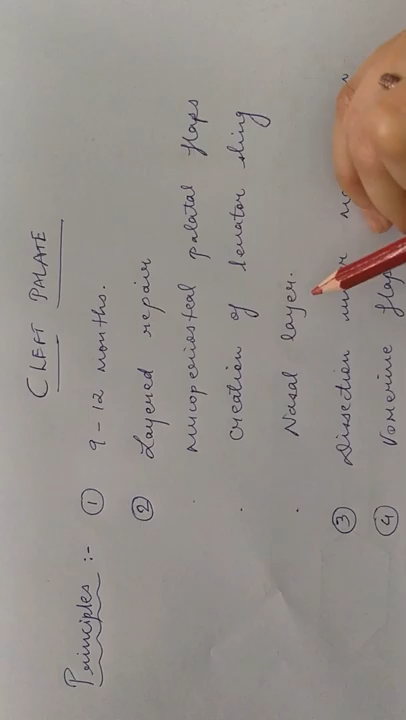 CLEFT PALATE
Principles :-
① 9-12 months.
② Layered repair
. Mucoperiosteal palatal flaps
. Creation of levator sling
. Nasal layer.
③ Dissection
④ Vomerine flap